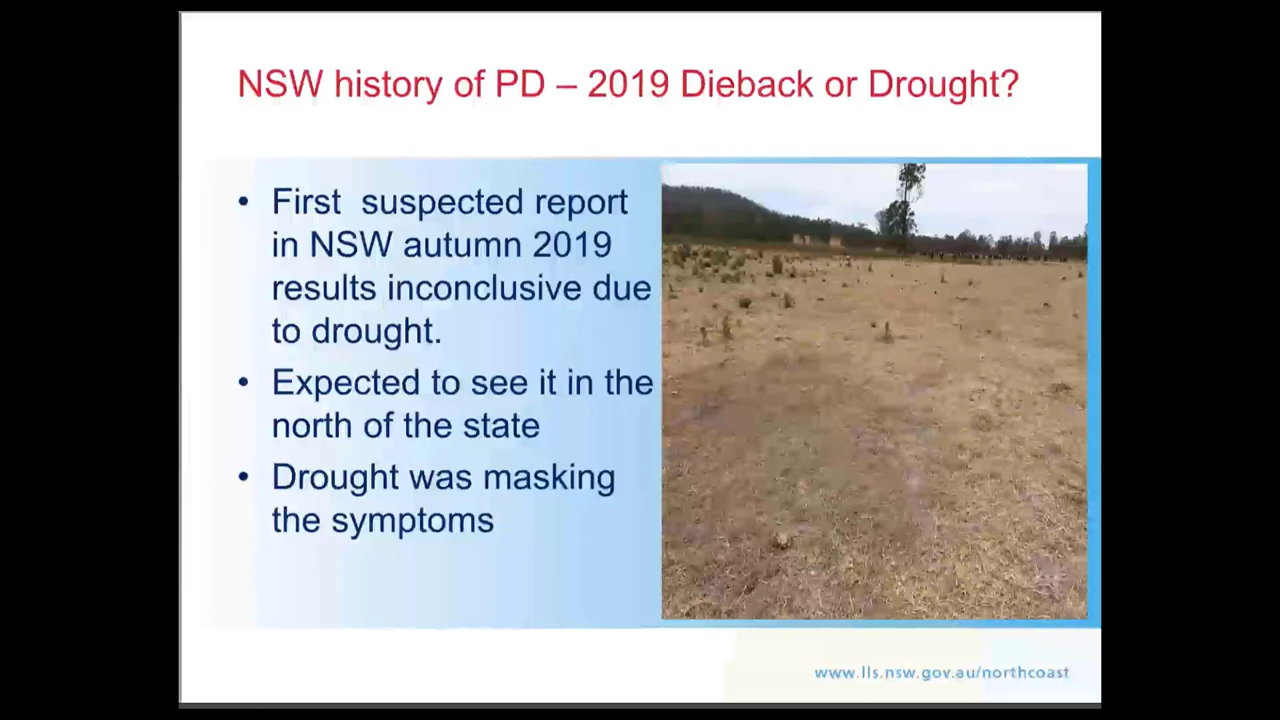 NSW history of PD – 2019 Dieback or Drought?
• First  suspected report
in NSW autumn 2019
results inconclusive due
to drought.
• Expected to see it in the
north of the state
• Drought was masking
the symptoms
www.lls.nsw.gov.au/northcoast